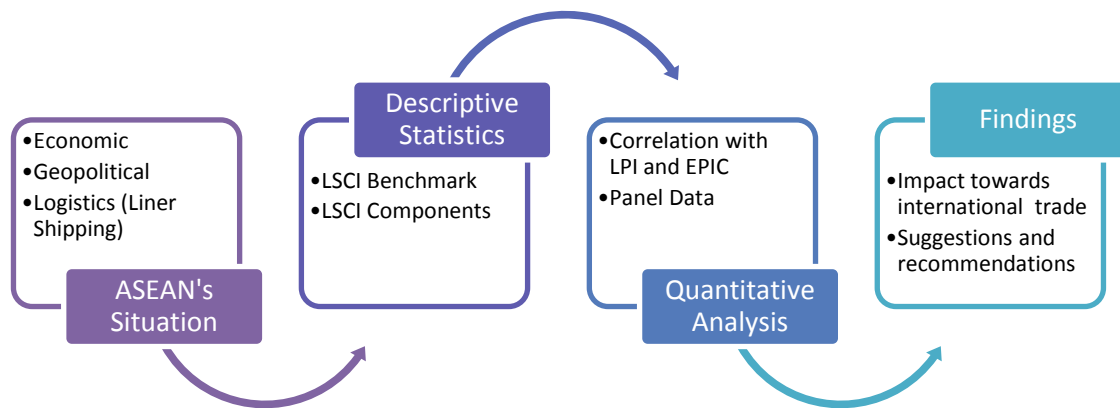 •Economic
•Geopolitical
•Logistics (Liner
Shipping)
ASEAN's
Situation
Descriptive
Statistics
•LSCI Benchmark
•LSCI Components
•Correlation with
LPI and EPIC
•Panel Data
Quantitative
Analysis
Findings
•Impact towards
international trade
•Suggestions and
recommendations